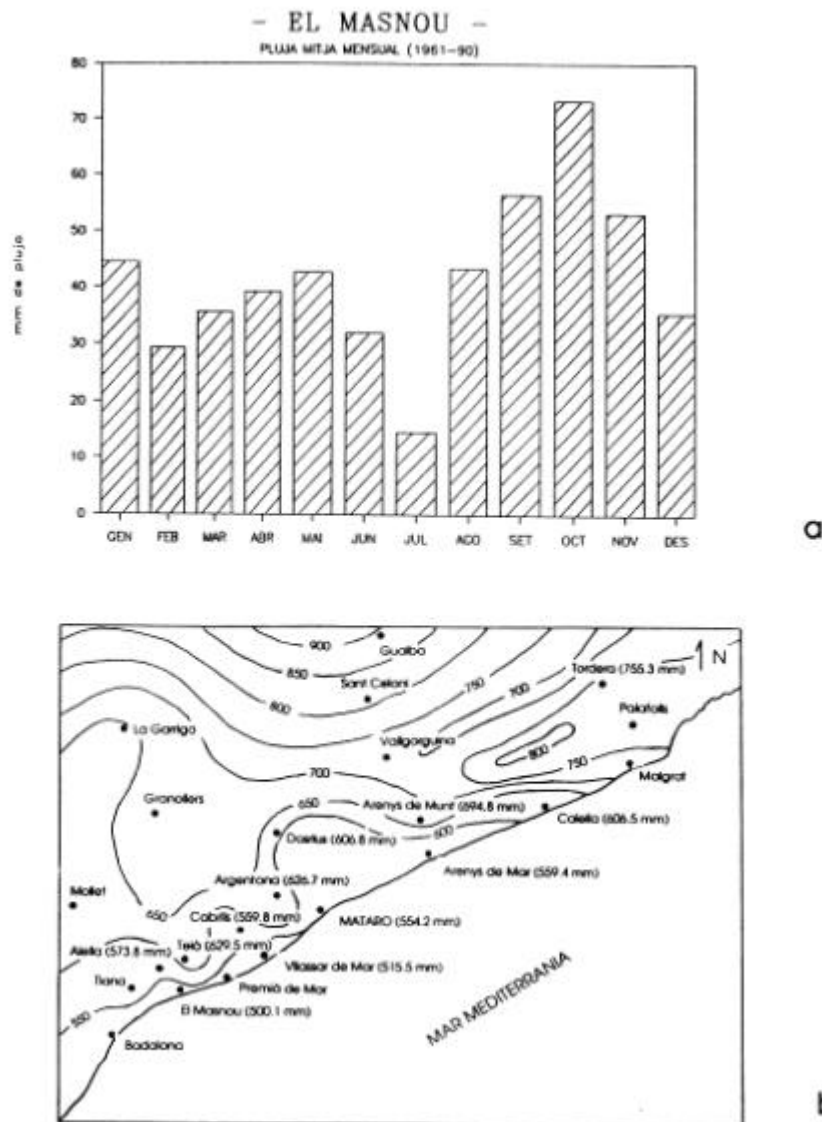 - EL MASNOU -
PLUJA MITJA MENSUAL (1961-90)
80
70
60
50
40
30
20
10
0
mm de pluja
GEN FEB MAR ABR MAI JUN JUL AGO SET OCT NOV DES
a
900
Gualba
850
N
Sant Celoni
750
700
Tordera (755.3 mm)
800
Palafolls
La Garriga
Vallgorguina
800
750
Malgrat
700
650
Arenys de Munt (694.8 mm)
Granollers
600
Calella (606.5 mm)
Dosrius (606.8 mm)
Arenys de Mar (559.4 mm)
Argentona (636.7 mm)
Mollet
650
Cabrils (559.8 mm)
MATARO (554.2 mm)
Alella (573.8 mm)
Teià (629.5 mm)
Vilassar de Mar (515.5 mm)
Tiana
Premià de Mar
550
El Masnou (500.1 mm)
MAR MEDITERRANIA
Badalona
b